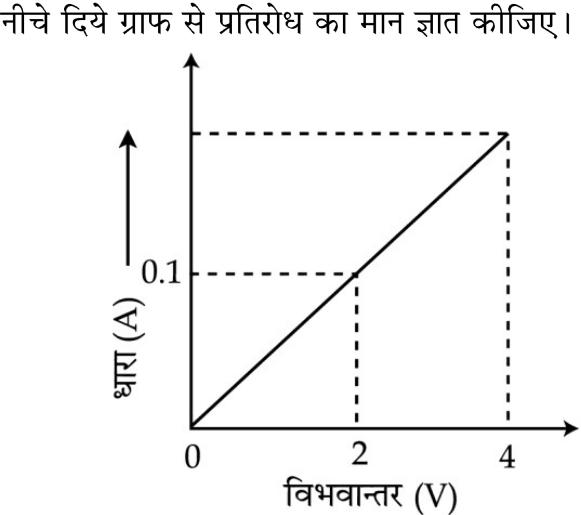 नीचे दिये ग्राफ से प्रतिरोध का मान ज्ञात कीजिए।
0.1
धारा (A)
0
2
4
विभवान्तर (V)